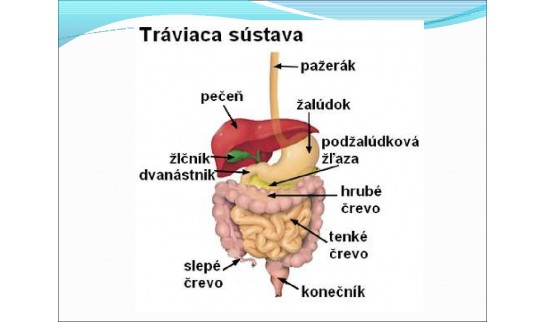 Tráviaca sústava
pažerák
pečeň
žalúdok
podžalúdková
žľaza
žlčník
dvanástnik
hrubé
črevo
tenké
črevo
slepé
črevo
konečník